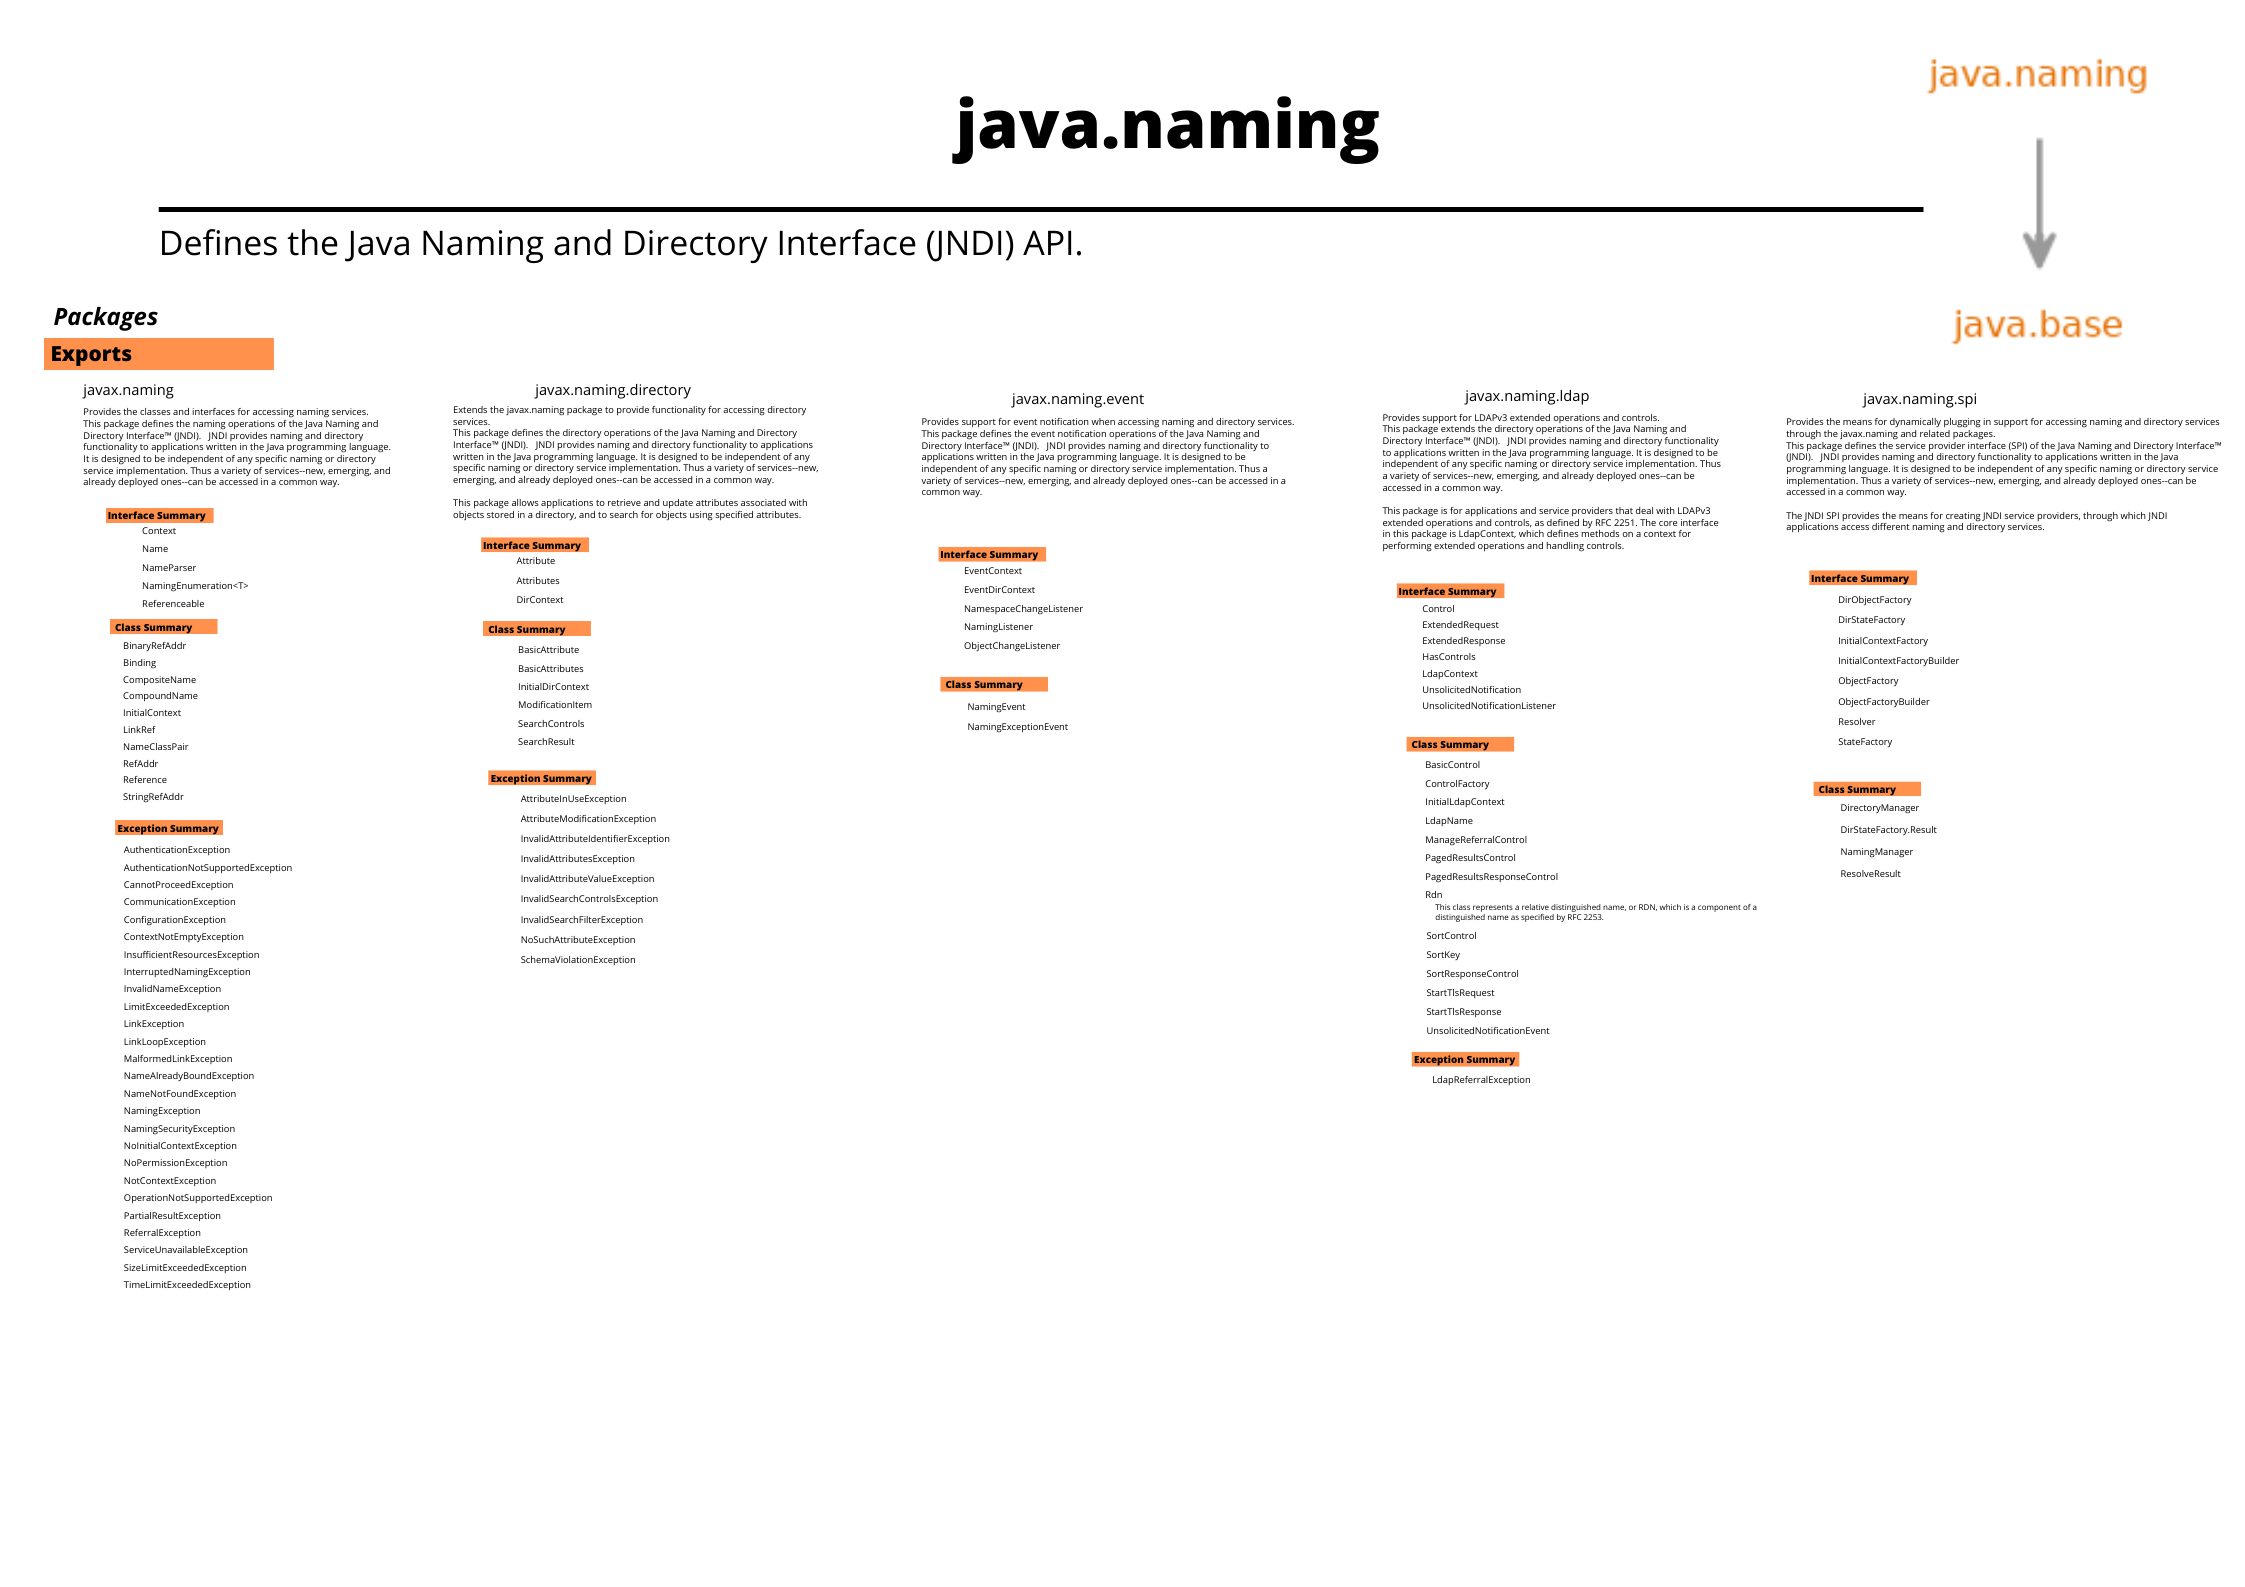 java.naming
java.naming
Defines the Java Naming and Directory Interface (JNDI) API.
java.base
Packages
Exports
javax.naming
Provides the classes and interfaces for accessing naming services.
This package defines the naming operations of the Java Naming and
Directory Interface™ (JNDI).   JNDI provides naming and directory
functionality to applications written in the Java programming language.
It is designed to be independent of any specific naming or directory
service implementation. Thus a variety of services--new, emerging, and
already deployed ones--can be accessed in a common way.
Interface Summary
Context
Name
NameParser
NamingEnumeration<T>
Referenceable
Class Summary
BinaryRefAddr
Binding
CompositeName
CompoundName
InitialContext
LinkRef
NameClassPair
RefAddr
Reference
StringRefAddr
Exception Summary
AuthenticationException
AuthenticationNotSupportedException
CannotProceedException
CommunicationException
ConfigurationException
ContextNotEmptyException
InsufficientResourcesException
InterruptedNamingException
InvalidNameException
LimitExceededException
LinkException
LinkLoopException
MalformedLinkException
NameAlreadyBoundException
NameNotFoundException
NamingException
NamingSecurityException
NoInitialContextException
NoPermissionException
NotContextException
OperationNotSupportedException
PartialResultException
ReferralException
ServiceUnavailableException
SizeLimitExceededException
TimeLimitExceededException
javax.naming.directory
Extends the javax.naming package to provide functionality for accessing directory
services.
This package defines the directory operations of the Java Naming and Directory
Interface™ (JNDI).   JNDI provides naming and directory functionality to applications
written in the Java programming language. It is designed to be independent of any
specific naming or directory service implementation. Thus a variety of services--new,
emerging, and already deployed ones--can be accessed in a common way.
This package allows applications to retrieve and update attributes associated with
objects stored in a directory, and to search for objects using specified attributes.
Interface Summary
Attribute
Attributes
DirContext
Class Summary
BasicAttribute
BasicAttributes
InitialDirContext
ModificationItem
SearchControls
SearchResult
Exception Summary
AttributeInUseException
AttributeModificationException
InvalidAttributeIdentifierException
InvalidAttributesException
InvalidAttributeValueException
InvalidSearchControlsException
InvalidSearchFilterException
NoSuchAttributeException
SchemaViolationException
javax.naming.event
Provides support for event notification when accessing naming and directory services.
This package defines the event notification operations of the Java Naming and
Directory Interface™ (JNDI).   JNDI provides naming and directory functionality to
applications written in the Java programming language. It is designed to be
independent of any specific naming or directory service implementation. Thus a
variety of services--new, emerging, and already deployed ones--can be accessed in a
common way.
Interface Summary
EventContext
EventDirContext
NamespaceChangeListener
NamingListener
ObjectChangeListener
Class Summary
NamingEvent
NamingExceptionEvent
javax.naming.ldap
Provides support for LDAPv3 extended operations and controls.
This package extends the directory operations of the Java Naming and
Directory Interface™ (JNDI).   JNDI provides naming and directory functionality
to applications written in the Java programming language. It is designed to be
independent of any specific naming or directory service implementation. Thus
a variety of services--new, emerging, and already deployed ones--can be
accessed in a common way.
This package is for applications and service providers that deal with LDAPv3
extended operations and controls, as defined by RFC 2251. The core interface
in this package is LdapContext, which defines methods on a context for
performing extended operations and handling controls.
Interface Summary
Control
ExtendedRequest
ExtendedResponse
HasControls
LdapContext
UnsolicitedNotification
UnsolicitedNotificationListener
Class Summary
BasicControl
ControlFactory
InitialLdapContext
LdapName
ManageReferralControl
PagedResultsControl
PagedResultsResponseControl
Rdn
This class represents a relative distinguished name, or RDN, which is a component of a
distinguished name as specified by RFC 2253.
SortControl
SortKey
SortResponseControl
StartTlsRequest
StartTlsResponse
UnsolicitedNotificationEvent
Exception Summary
LdapReferralException
javax.naming.spi
Provides the means for dynamically plugging in support for accessing naming and directory services
through the javax.naming and related packages.
This package defines the service provider interface (SPI) of the Java Naming and Directory Interface™
(JNDI).   JNDI provides naming and directory functionality to applications written in the Java
programming language. It is designed to be independent of any specific naming or directory service
implementation. Thus a variety of services--new, emerging, and already deployed ones--can be
accessed in a common way.
The JNDI SPI provides the means for creating JNDI service providers, through which JNDI
applications access different naming and directory services.
Interface Summary
DirObjectFactory
DirStateFactory
InitialContextFactory
InitialContextFactoryBuilder
ObjectFactory
ObjectFactoryBuilder
Resolver
StateFactory
Class Summary
DirectoryManager
DirStateFactory.Result
NamingManager
ResolveResult